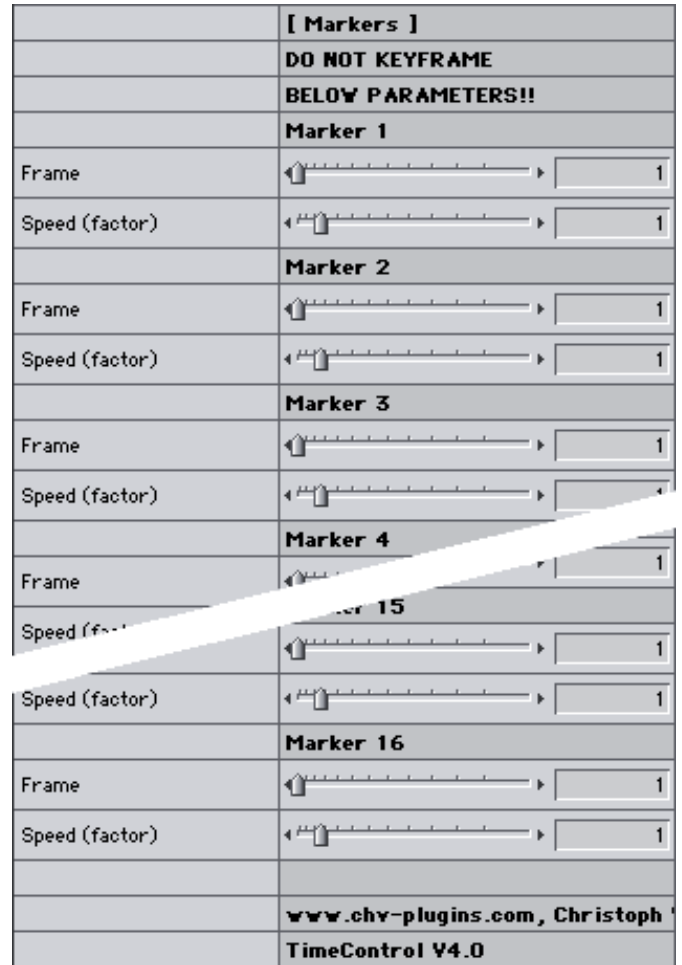 [ Markers ]
DO NOT KEYFRAME
BELOW PARAMETERS!!
Marker 1
Frame 1
Speed (factor) 1
Marker 2
Frame 1
Speed (factor) 1
Marker 3
Frame 1
Speed (factor) 1
Marker 4
Frame 1
Speed
15
1
Speed (factor) 1
Marker 16
Frame 1
Speed (factor) 1
www.chv-plugins.com, Christoph
TimeControl V4.0